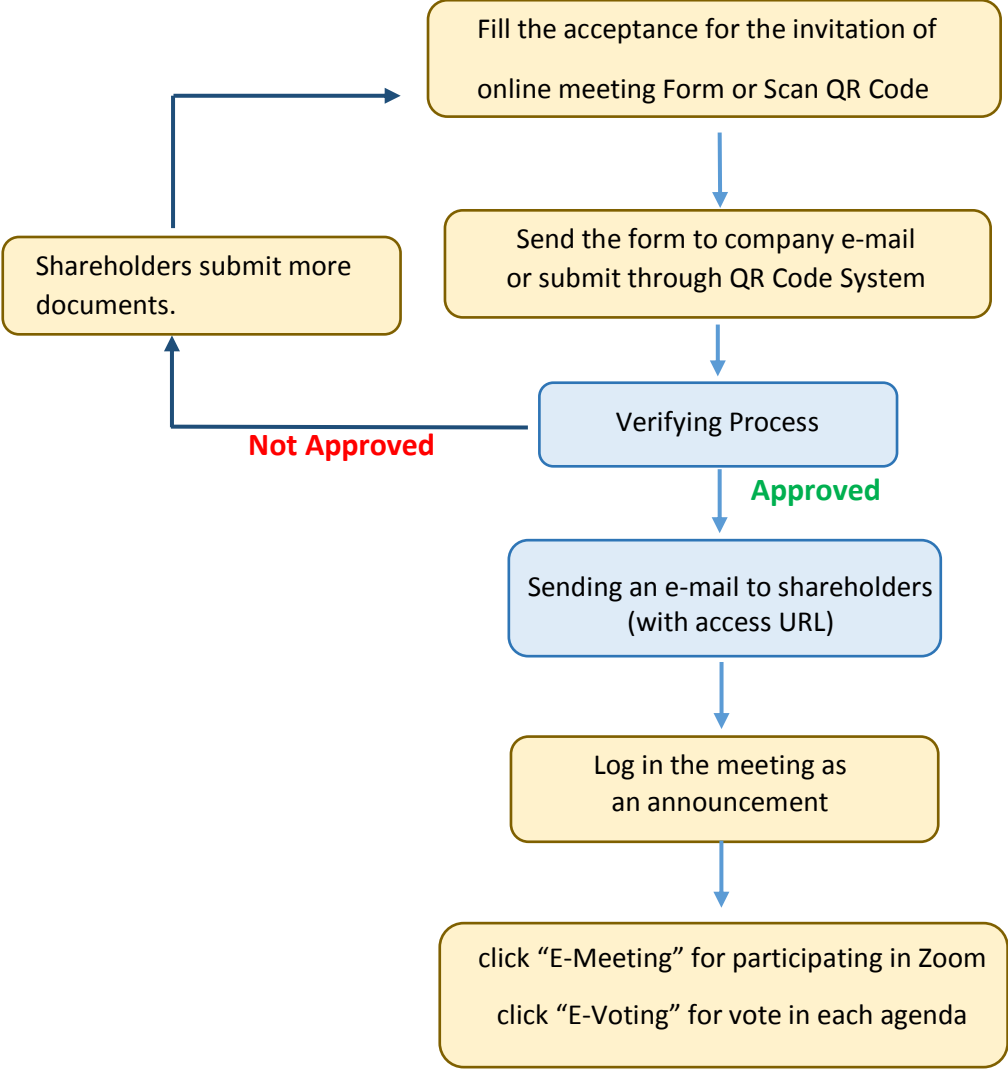 Fill the acceptance for the invitation of
online meeting Form or Scan QR Code
Send the form to company e-mail
or submit through QR Code System
Shareholders submit more
documents.
Verifying Process
Not Approved
Approved
Sending an e-mail to shareholders
(with access URL)
Log in the meeting as
an announcement
click “E-Meeting” for participating in Zoom
click “E-Voting” for vote in each agenda